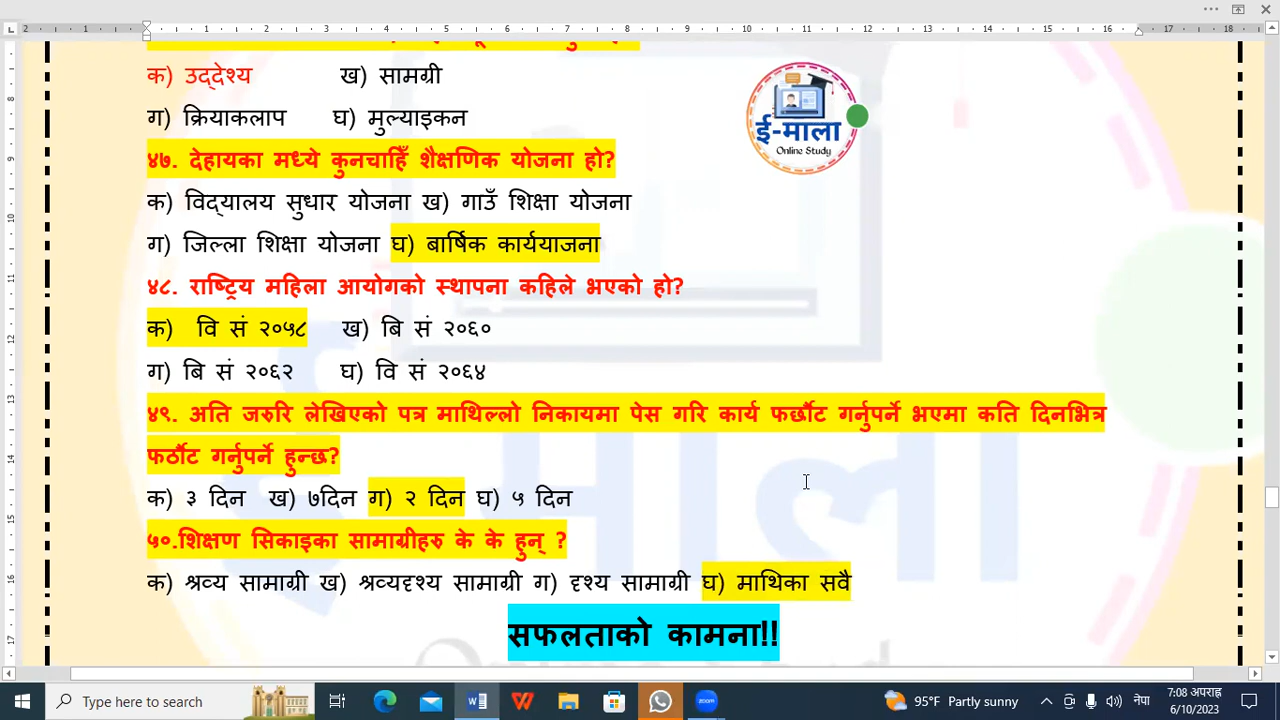 क) उद्देश्य ख) सामग्री
ग) क्रियाकलाप घ) मुल्याइकन
ई-माला
Online Study
४७. देहायका मध्ये कुनचाहिँ शैक्षणिक योजना हो?
क) विद्यालय सुधार योजना ख) गाउँ शिक्षा योजना
ग) जिल्ला शिक्षा योजना घ) बार्षिक कार्ययाजना
४८. राष्ट्रिय महिला आयोगको स्थापना कहिले भएको हो?
क) वि सं २०५८ ख) बि सं २०६०
ग) बि सं २०६२ घ) वि सं २०६४
४९. अति जरुरि लेखिएको पत्र माथिल्लो निकायमा पेस गरि कार्य फर्छौट गर्नुपर्ने भएमा कति दिनभित्र
फर्ठौट गर्नुपर्ने हुन्छ?
क) ३ दिन ख) ७दिन ग) २ दिन घ) ५ दिन
५०.शिक्षण सिकाइका सामाग्रीहरु के के हुन् ?
क) श्रव्य सामाग्री ख) श्रव्यदृश्य सामाग्री ग) दृश्य सामाग्री घ) माथिका सवै
सफलताको कामना!!
Type here to search
95°F Partly sunny
नेपा
7:08 अपराह्न
6/10/2023